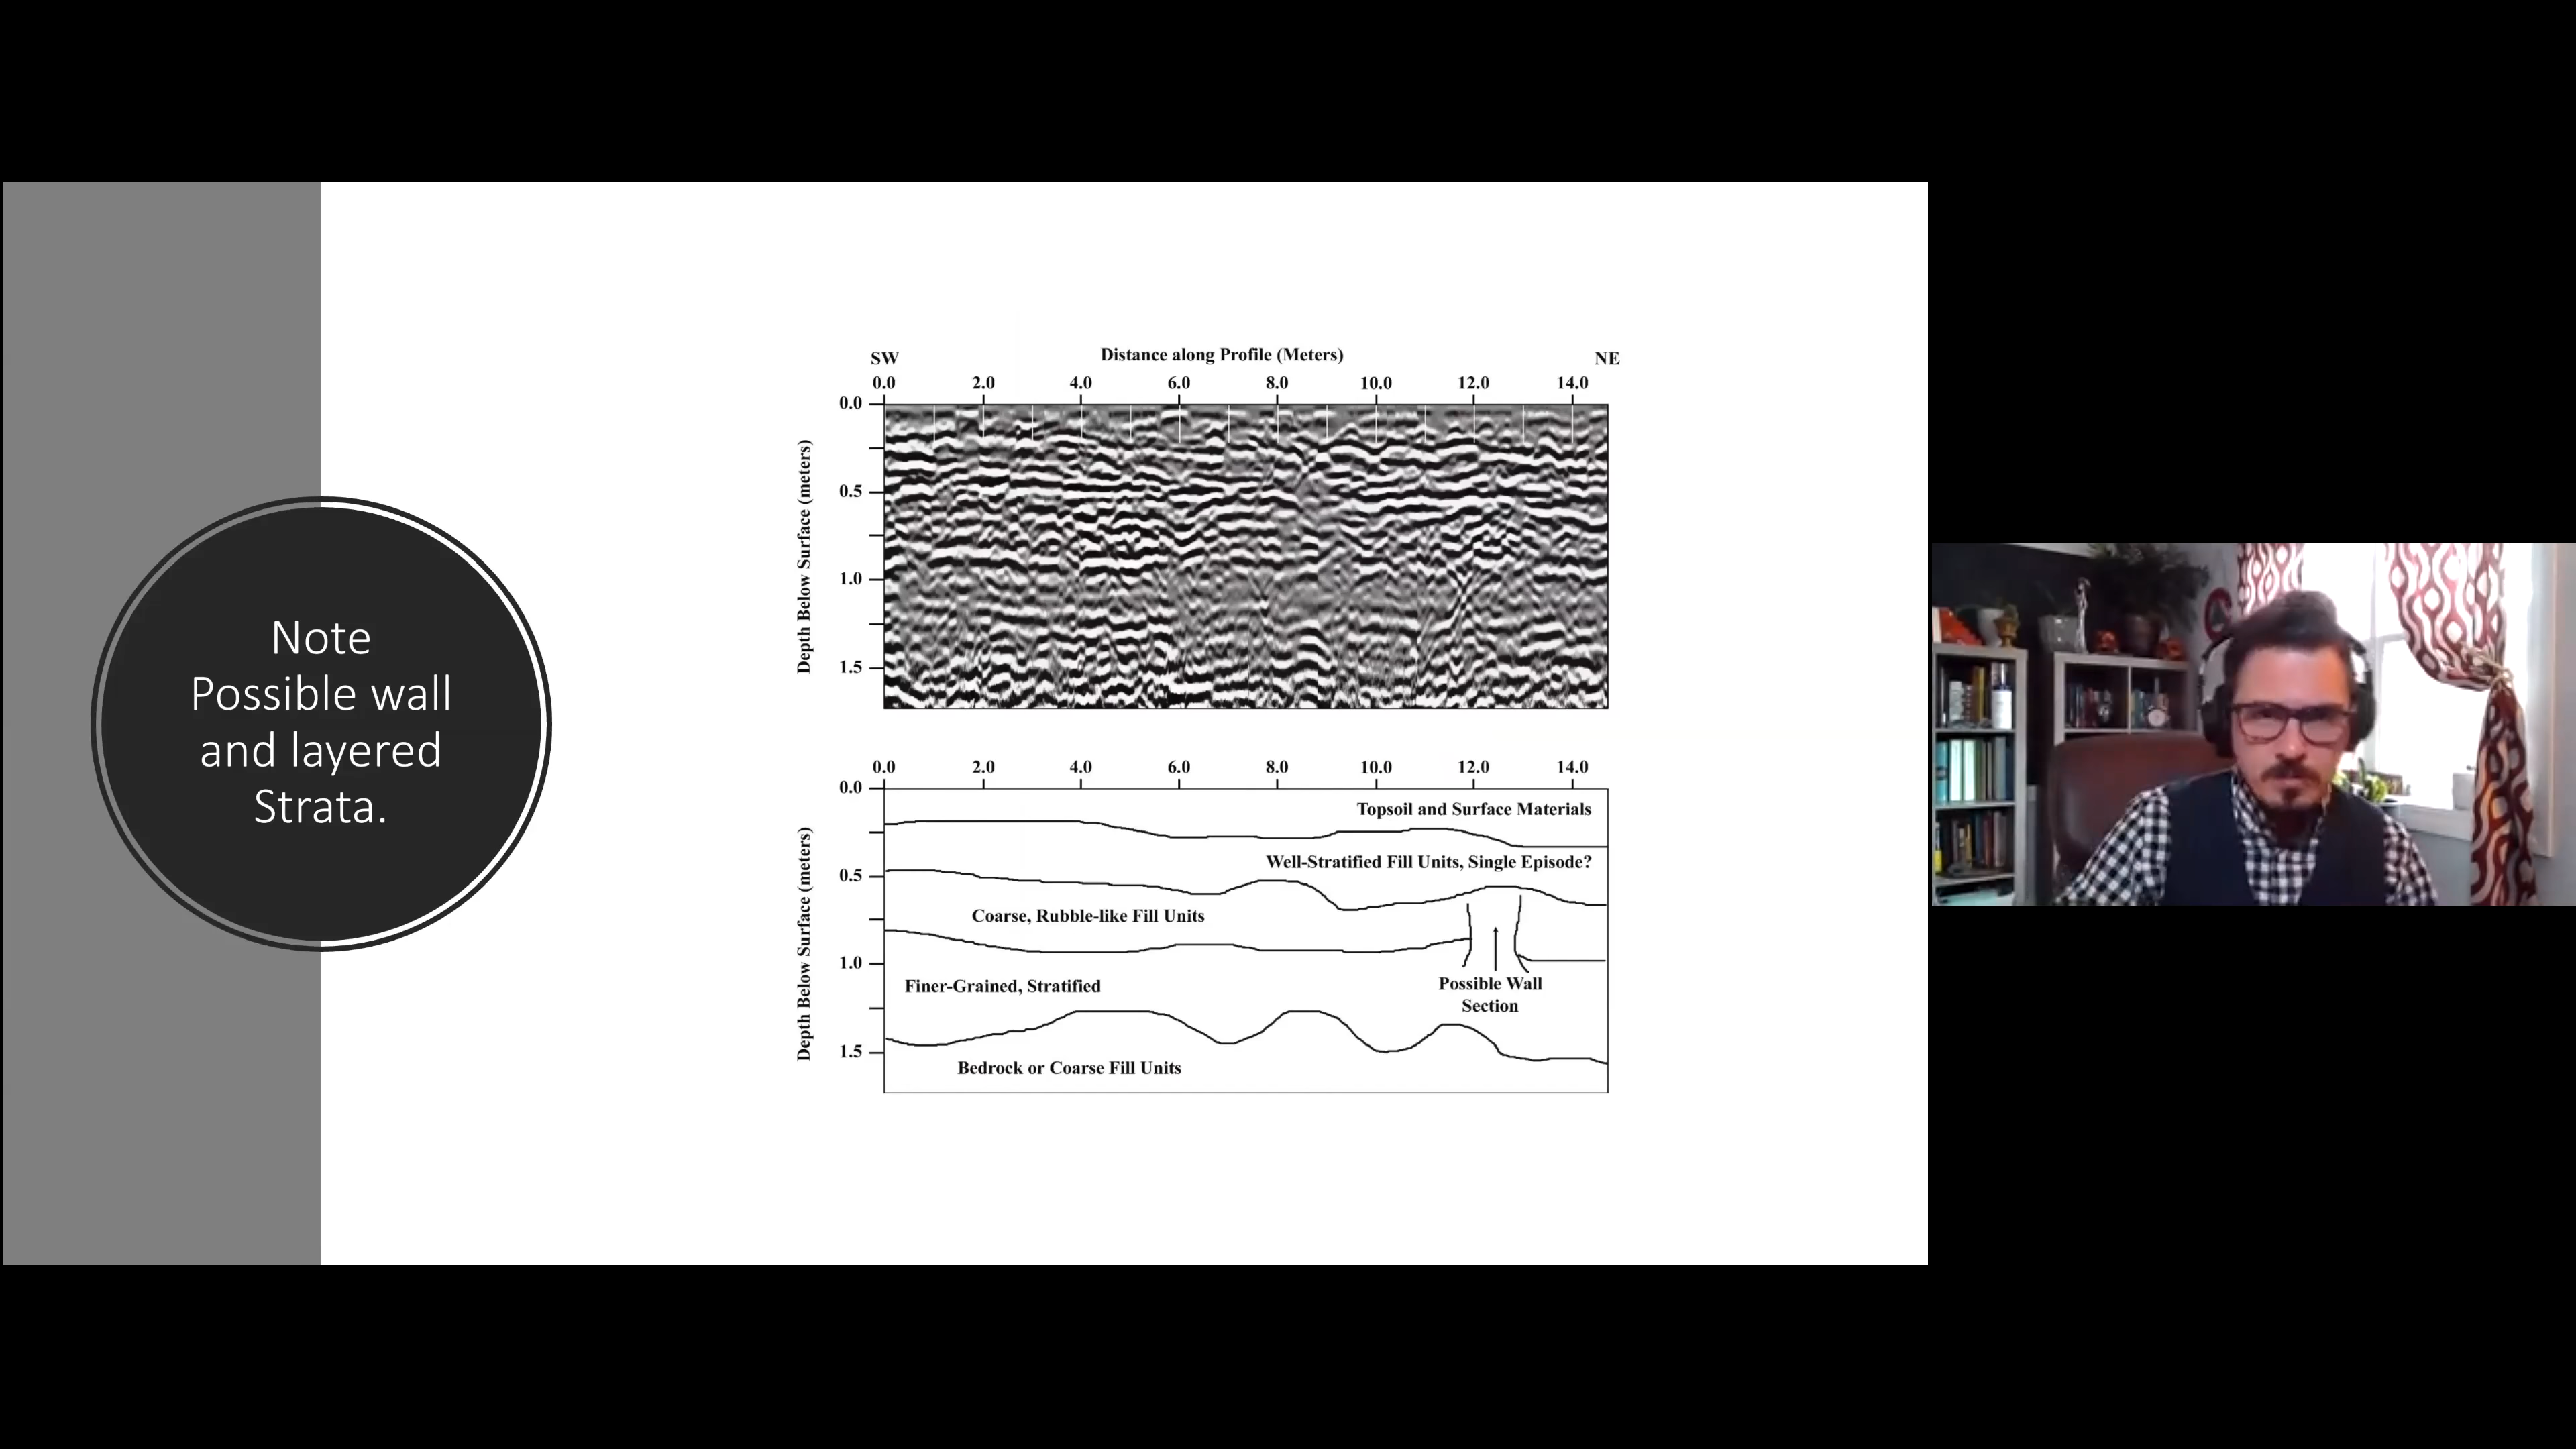 Note
Possible wall
and layered
Strata.
SW
Distance along Profile (Meters)
NE
0.0 2.0 4.0 6.0 8.0 10.0 12.0 14.0
Depth Below Surface (meters)
0.0
0.5
1.0
1.5
0.0 2.0 4.0 6.0 8.0 10.0 12.0 14.0
Depth Below Surface (meters)
0.0
0.5
1.0
1.5
Topsoil and Surface Materials
Well-Stratified Fill Units, Single Episode?
Coarse, Rubble-like Fill Units
Finer-Grained, Stratified
Possible Wall
Section
Bedrock or Coarse Fill Units